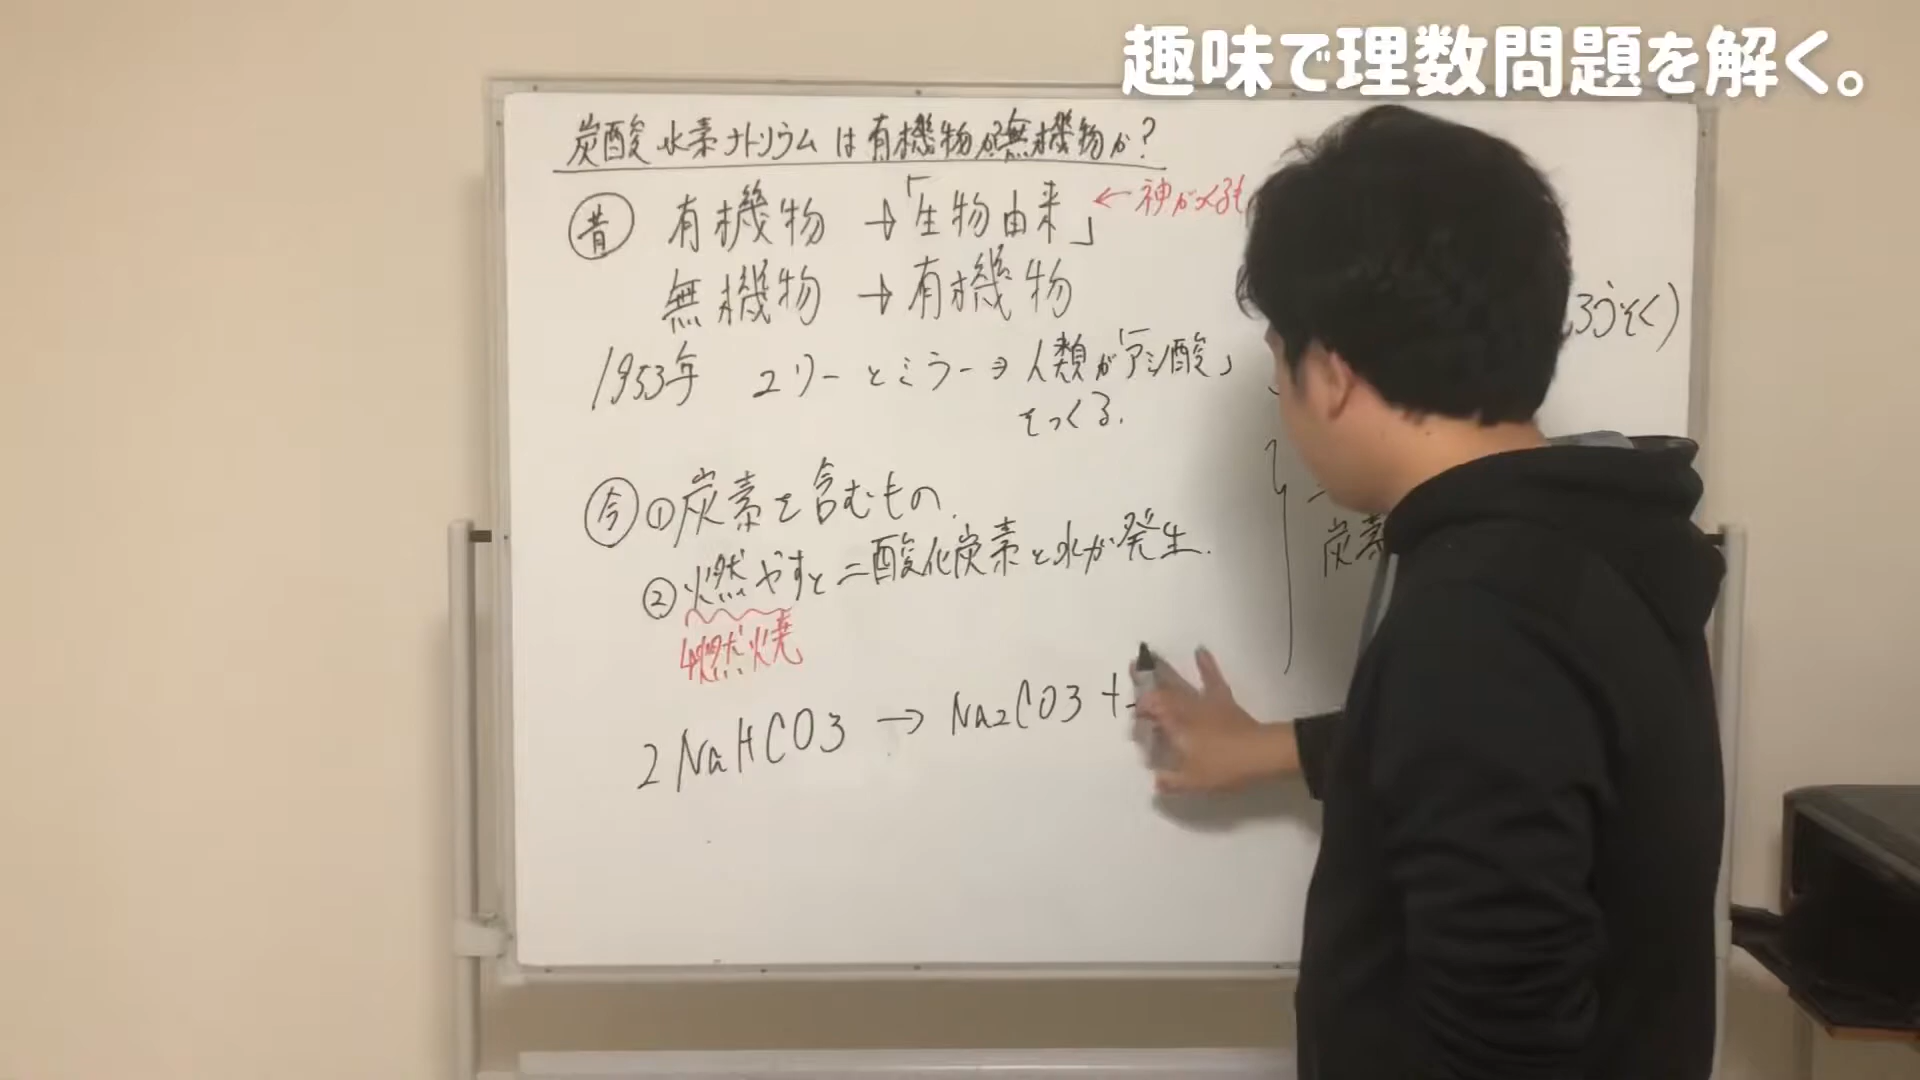 趣味で理数問題を解く。
炭酸水素ナトリウムは有機物か無機物か?
昔 有機物 →「生物由来」 ← 神がつくるも
無機物 → 有機物
ろうそく)
1953年 ユリーとミラー → 人類が「アミノ酸」
をつくる.
今 ① 炭素を含むもの.
② 燃やすと二酸化炭素と水が発生.
炭素
燃焼
2NaHCO3 → Na2CO3 +